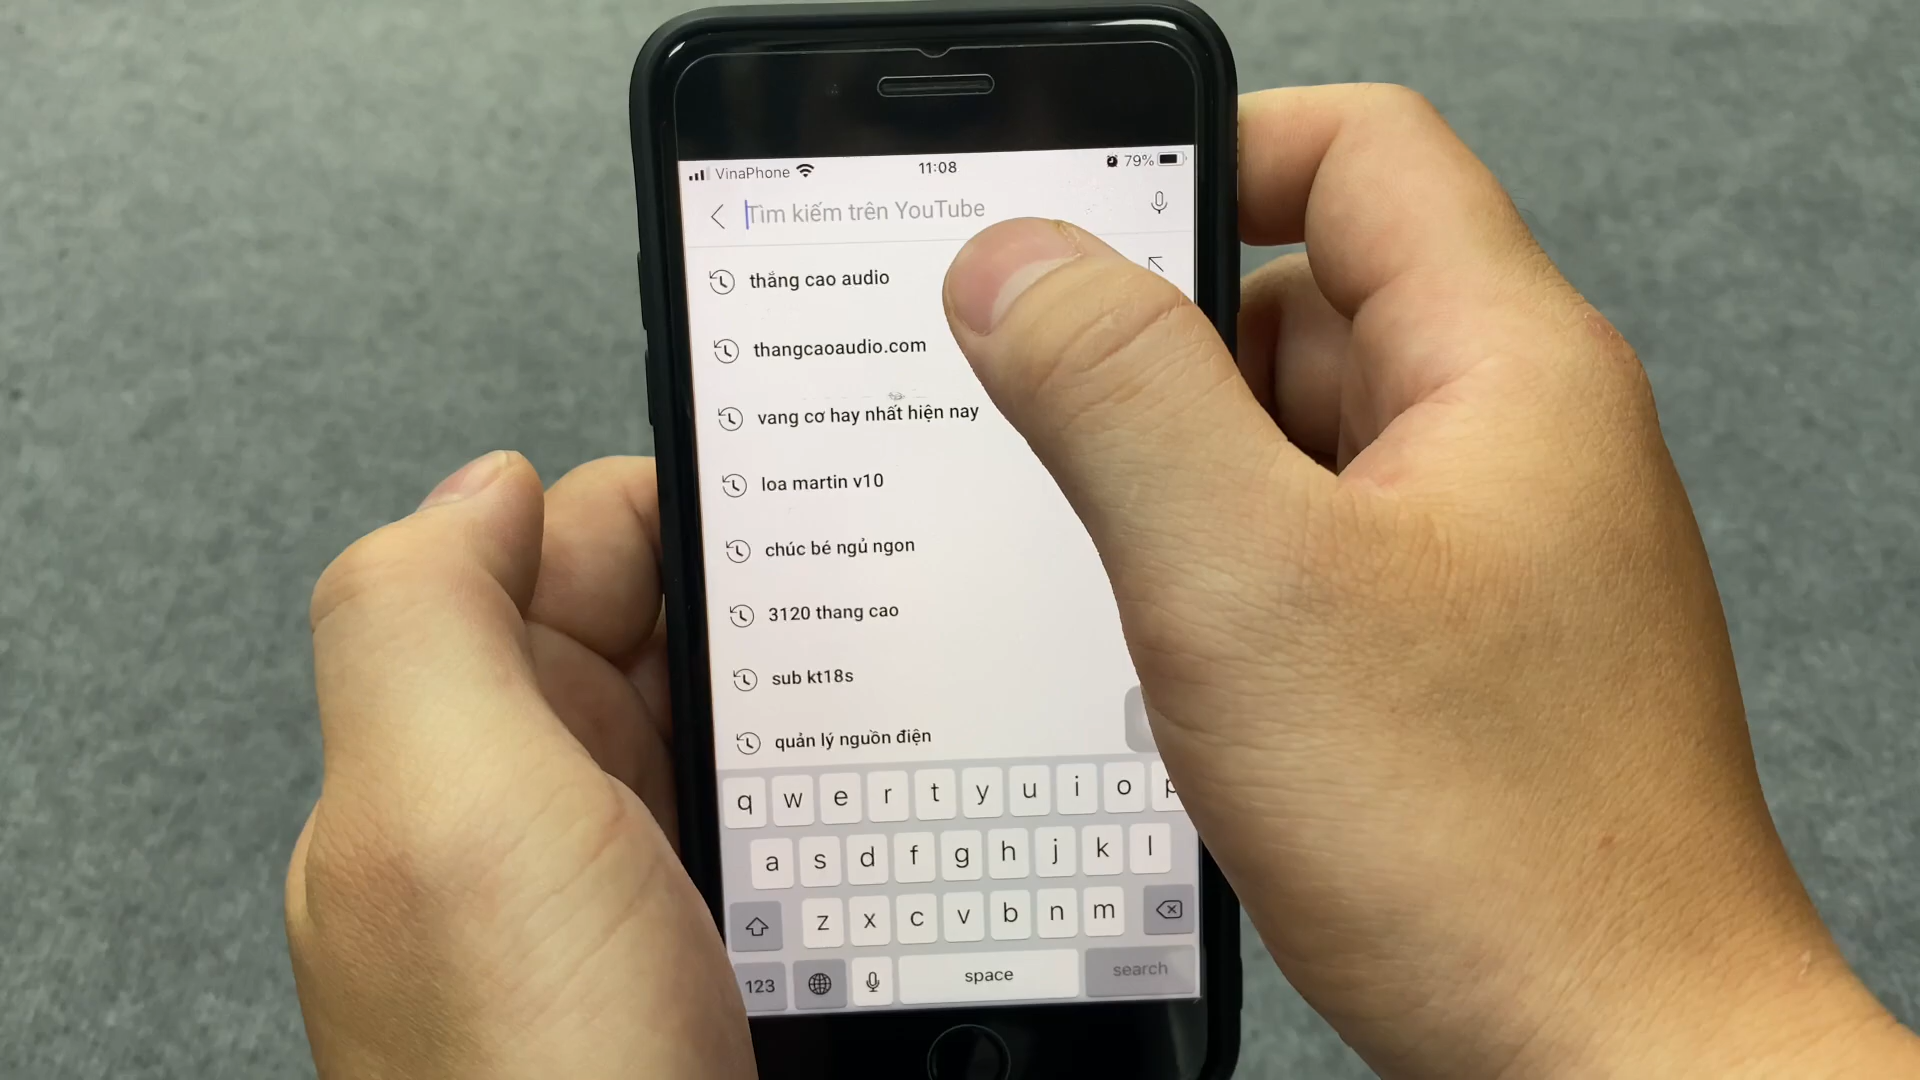 VinaPhone 11:08 79%
Tìm kiếm trên YouTube
thắng cao audio
thangcaoaudio.com
vang cơ hay nhất hiện nay
loa martin v10
chúc bé ngủ ngon
3120 thang cao
sub kt18s
quản lý nguồn điện
q w e r t y u i o p
a s d f g h j k l
z x c v b n m
123 space search